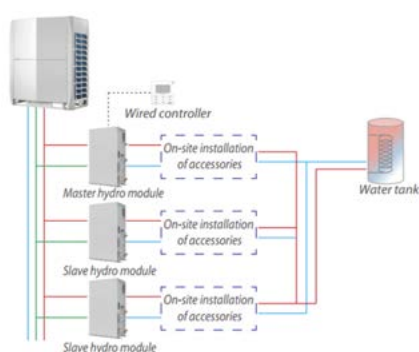 Wired controller
On-site installation
of accessories
Master hydro module
Water tank
On-site installation
of accessories
Slave hydro module
On-site installation
of accessories
Slave hydro module